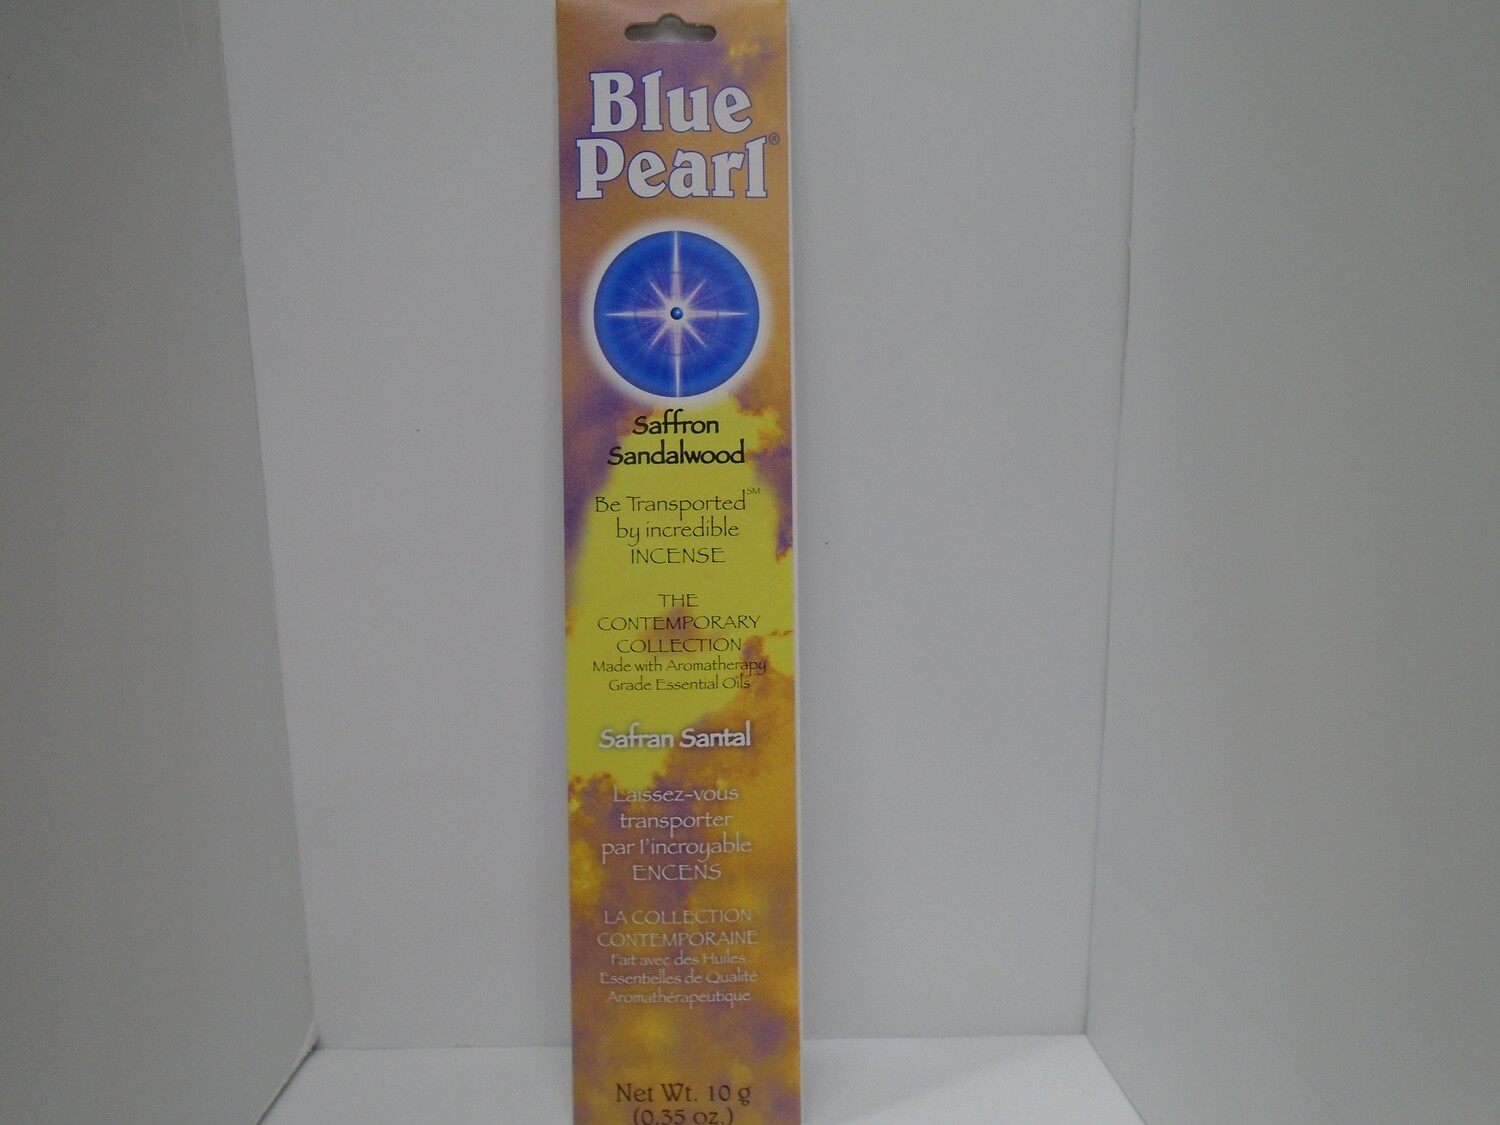 Blue
Pearl®
Saffron
Sandalwood
Be Transported℠
by incredible
INCENSE
THE
CONTEMPORARY
COLLECTION
Made with Aromatherapy
Grade Essential Oils
Safran Santal
Laissez-vous
transporter
par l'incroyable
ENCENS
LA COLLECTION
CONTEMPORAINE
Fait avec des Huiles
Essentielles de Qualité
Aromathérapeutique
Net Wt. 10 g
(0.35 oz.)